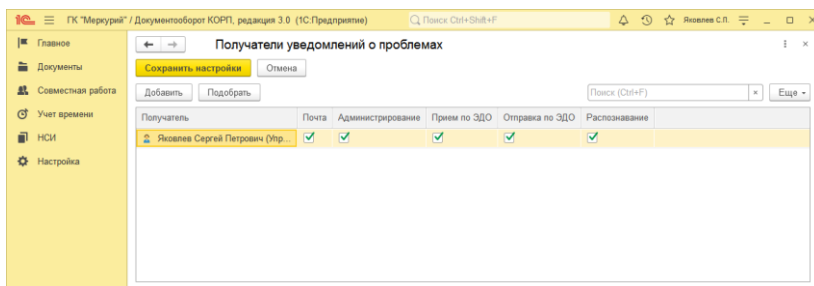 1С ГК "Меркурий" / Документооборот КОРП, редакция 3.0 (1С:Предприятие) Поиск Ctrl+Shift+F Яковлев С.П.
Главное
Документы
Совместная работа
Учет времени
НСИ
Настройка
Получатели уведомлений о проблемах
Сохранить настройки Отмена
Добавить Подобрать Поиск (Ctrl+F) × Еще
Получатель Почта Администрирование Прием по ЭДО Отправка по ЭДО Распознавание
Яковлев Сергей Петрович (Упр...